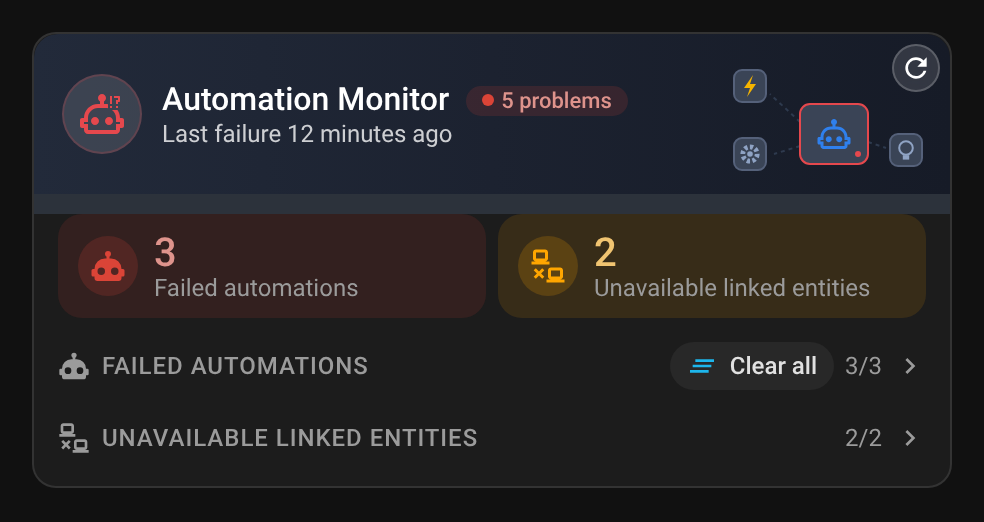 Automation Monitor
5 problems
Last failure 12 minutes ago
3
Failed automations
2
Unavailable linked entities
FAILED AUTOMATIONS
Clear all
3/3
UNAVAILABLE LINKED ENTITIES
2/2